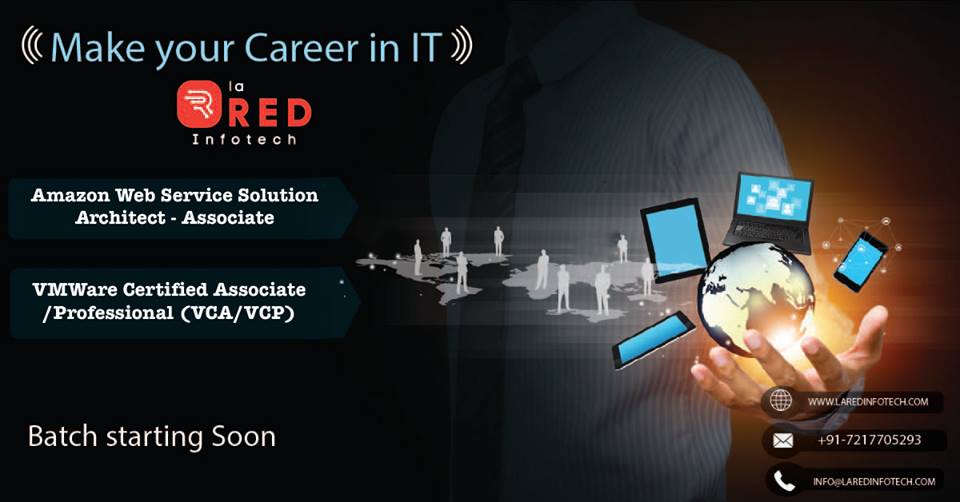 Make your Career in IT
la
RED
Infotech
Amazon Web Service Solution
Architect - Associate
VMWare Certified Associate
/Professional (VCA/VCP)
Batch starting Soon
WWW.LAREDINFOTECH.COM
+91-7217705293
INFO@LAREDINFOTECH.COM